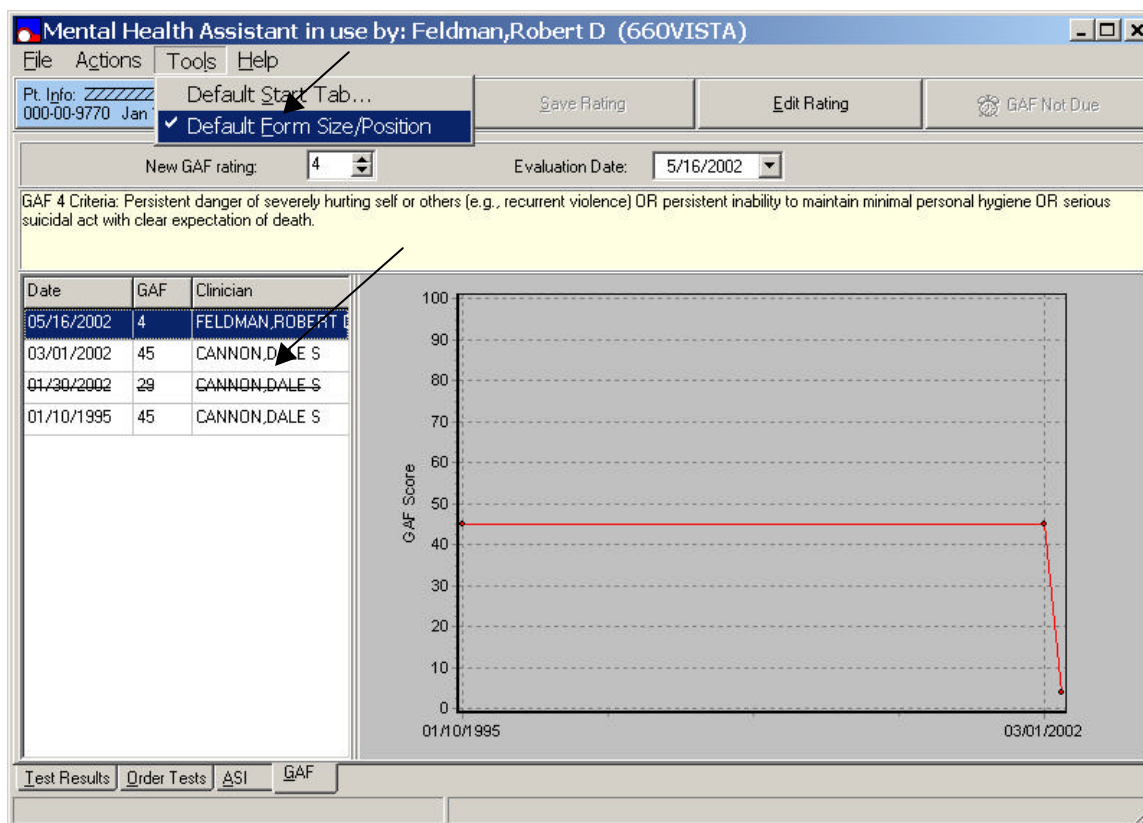 Mental Health Assistant in use by: Feldman,Robert D (660VISTA)
File Actions Tools Help
Pt. Info: ZZZZZZZ
000-00-9770 Jan
Default Start Tab...
✔ Default Form Size/Position
Save Rating
Edit Rating
GAF Not Due
New GAF rating: 4 Evaluation Date: 5/16/2002
GAF 4 Criteria: Persistent danger of severely hurting self or others (e.g., recurrent violence) OR persistent inability to maintain minimal personal hygiene OR serious
suicidal act with clear expectation of death.
Date GAF Clinician
05/16/2002 4 FELDMAN,ROBERT D
03/01/2002 45 CANNON,DALE S
01/30/2002 29 CANNON,DALE S
01/10/1995 45 CANNON,DALE S
GAF Score
100
90
80
70
60
50
40
30
20
10
0
01/10/1995 03/01/2002
Test Results Order Tests ASI GAF